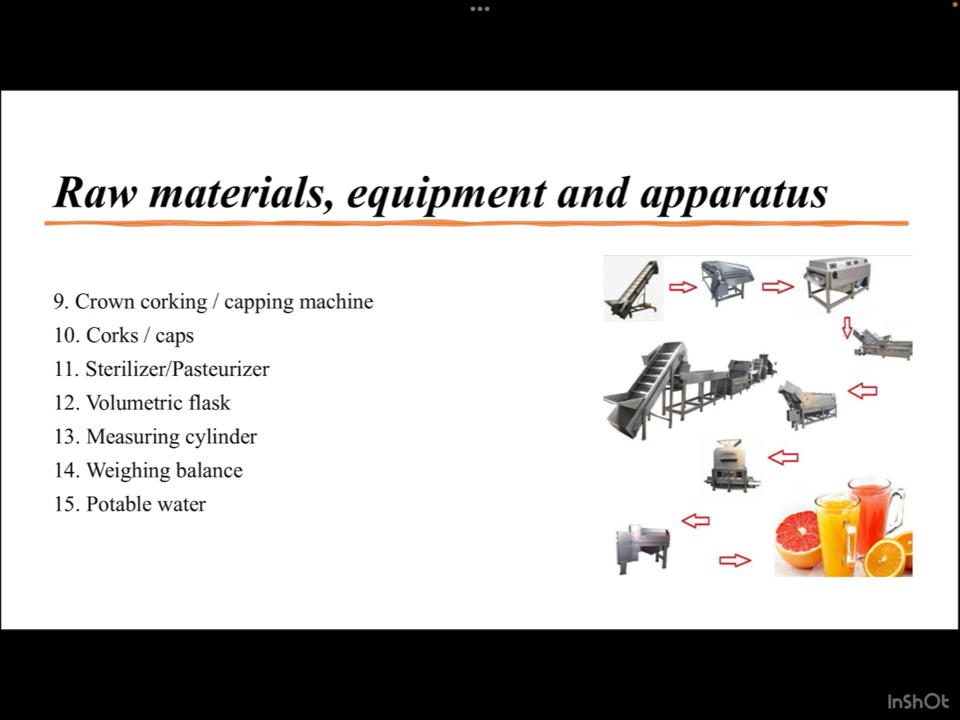 Raw materials, equipment and apparatus
9. Crown corking / capping machine
10. Corks / caps
11. Sterilizer/Pasteurizer
12. Volumetric flask
13. Measuring cylinder
14. Weighing balance
15. Potable water
InShOt